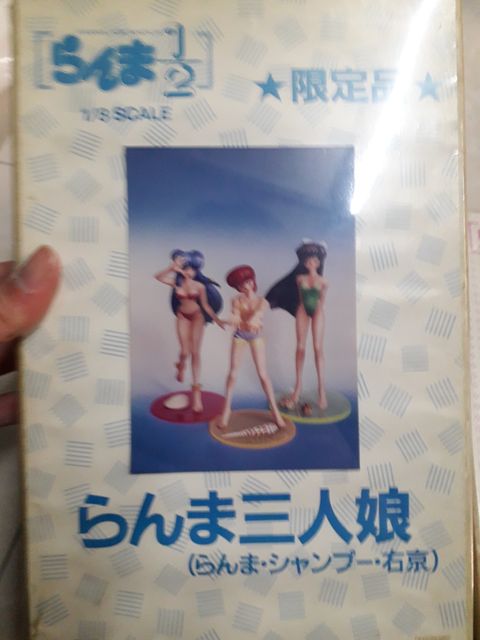 [らんま1/2]
★限定品★
1/8 SCALE
らんま三人娘
(らんま・シャンプー・右京)